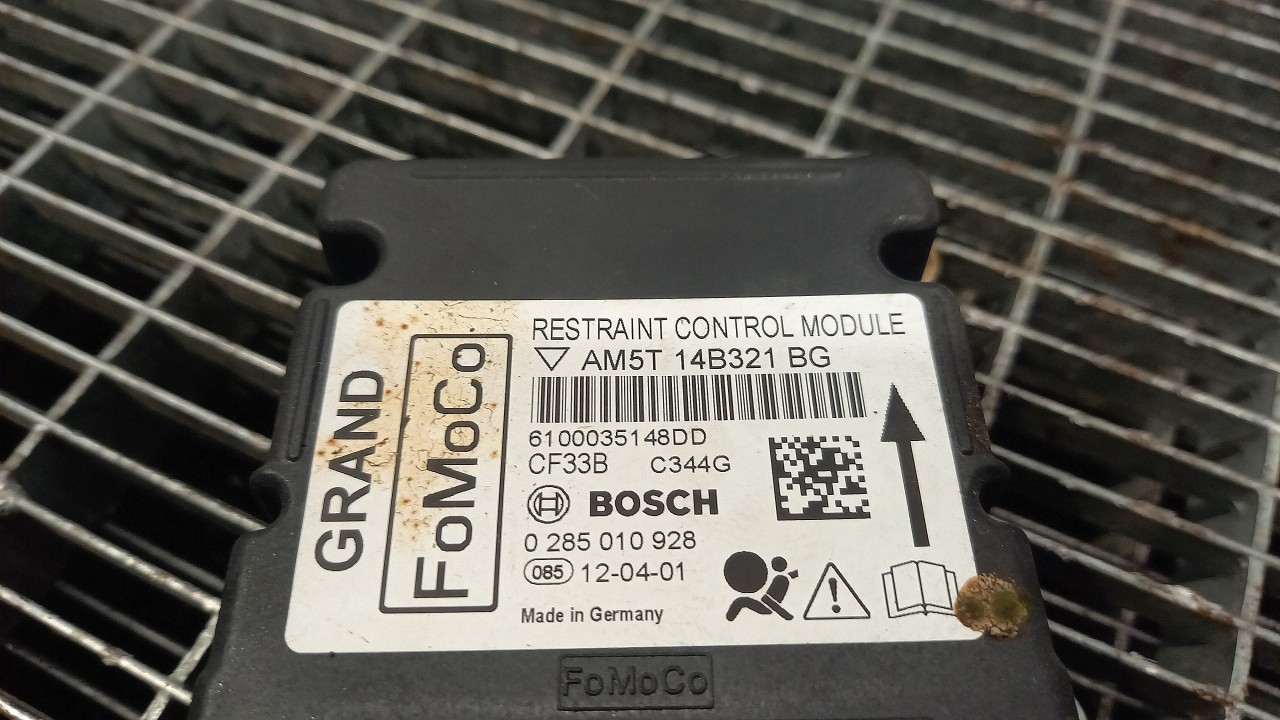 GRAND
FoMoCo
RESTRAINT CONTROL MODULE
AM5T 14B321 BG
6100035148DD
CF33B C344G
BOSCH
0 285 010 928
085 12-04-01
Made in Germany
FoMoCo